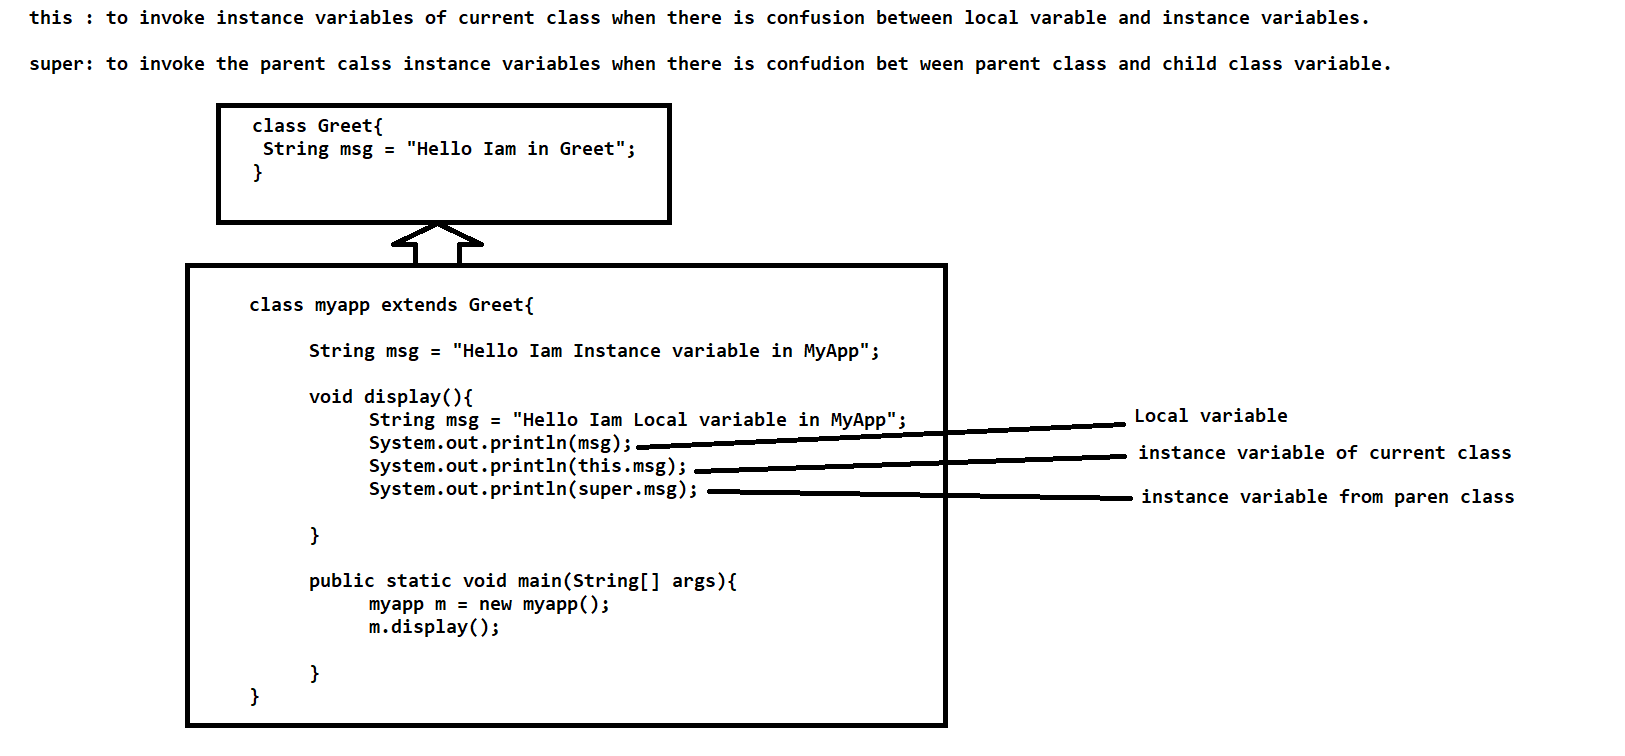 this : to invoke instance variables of current class when there is confusion between local varable and instance variables.
super: to invoke the parent calss instance variables when there is confudion bet ween parent class and child class variable.
class Greet{
String msg = "Hello Iam in Greet";
}
class myapp extends Greet{
String msg = "Hello Iam Instance variable in MyApp";
void display(){
String msg = "Hello Iam Local variable in MyApp";
System.out.println(msg);
System.out.println(this.msg);
System.out.println(super.msg);
}
public static void main(String[] args){
myapp m = new myapp();
m.display();
}
}
Local variable
instance variable of current class
instance variable from paren class